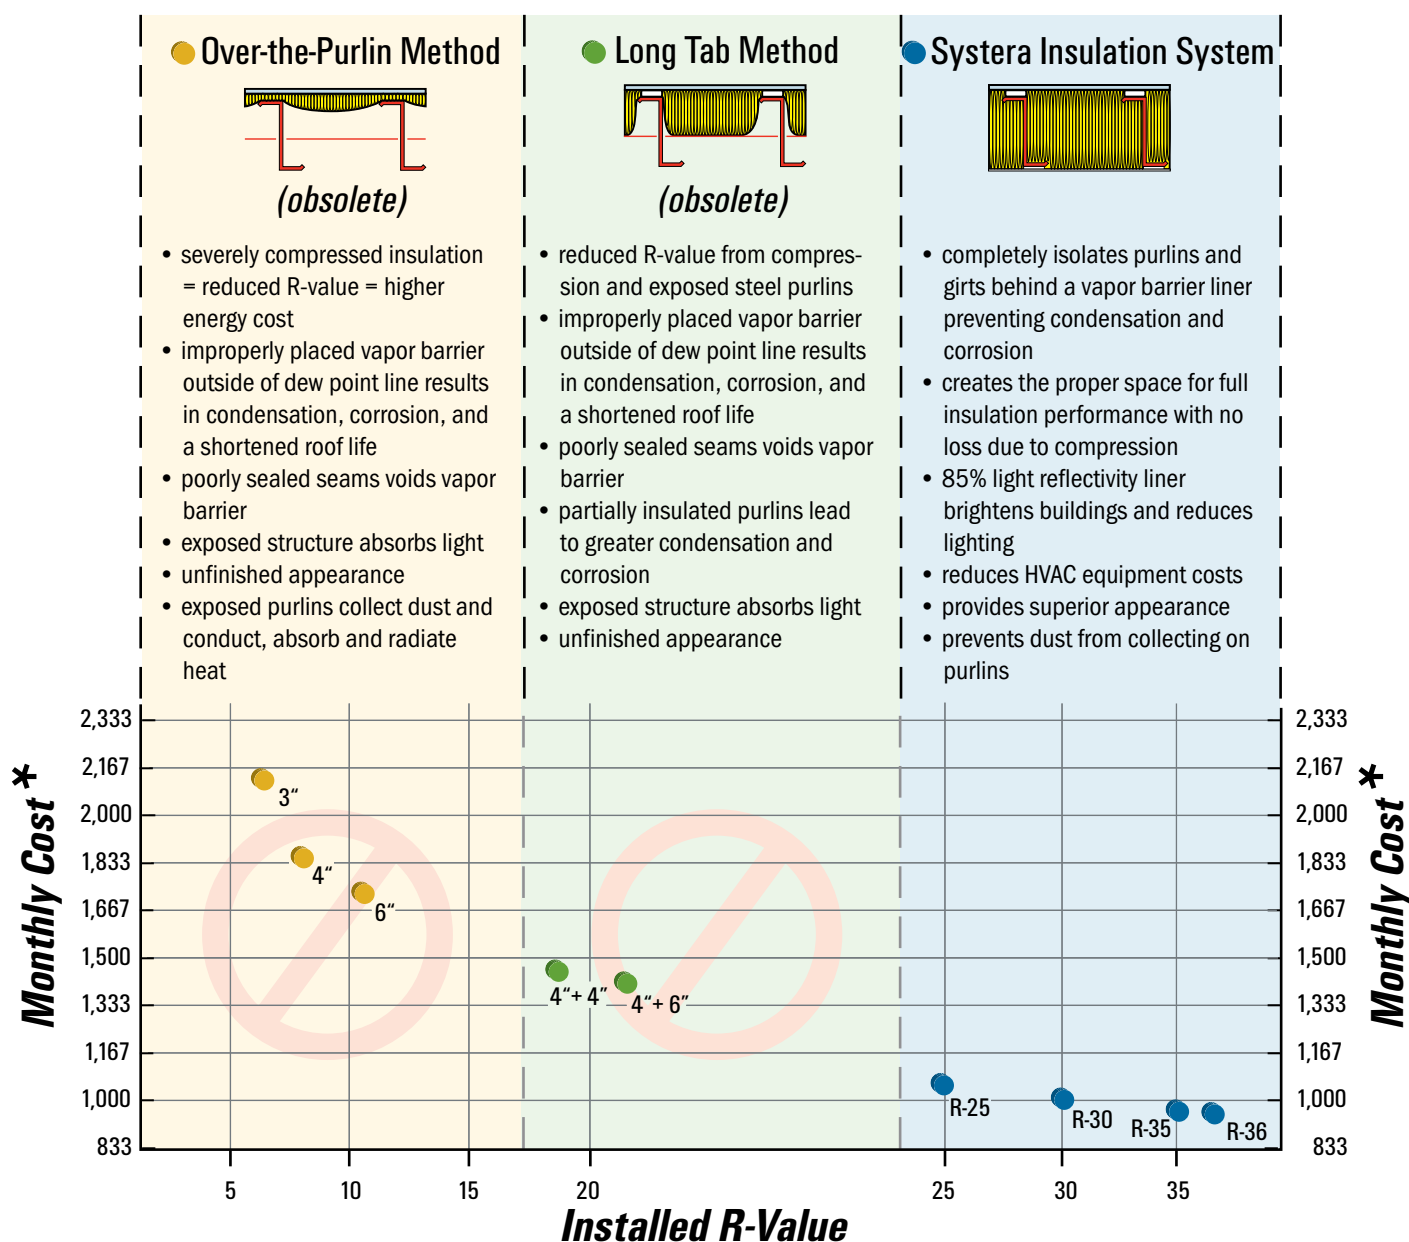 Over-the-Purlin Method
(obsolete)
• severely compressed insulation
= reduced R-value = higher
energy cost
• improperly placed vapor barrier
outside of dew point line results
in condensation, corrosion, and
a shortened roof life
• poorly sealed seams voids vapor
barrier
• exposed structure absorbs light
• unfinished appearance
• exposed purlins collect dust and
conduct, absorb and radiate
heat
Long Tab Method
(obsolete)
• reduced R-value from compres-
sion and exposed steel purlins
• improperly placed vapor barrier
outside of dew point line results
in condensation, corrosion, and
a shortened roof life
• poorly sealed seams voids vapor
barrier
• partially insulated purlins lead
to greater condensation and
corrosion
• exposed structure absorbs light
• unfinished appearance
Systera Insulation System
• completely isolates purlins and
girts behind a vapor barrier liner
preventing condensation and
corrosion
• creates the proper space for full
insulation performance with no
loss due to compression
• 85% light reflectivity liner
brightens buildings and reduces
lighting
• reduces HVAC equipment costs
• provides superior appearance
• prevents dust from collecting on
purlins
Monthly Cost*
2,333
2,167
2,000
1,833
1,667
1,500
1,333
1,167
1,000
833
3“
4“
6“
4“+ 4”
4“+ 6”
R-25
R-30
R-35
R-36
2,333
2,167
2,000
1,833
1,667
1,500
1,333
1,167
1,000
833
Monthly Cost*
5
10
15
20
25
30
35
Installed R-Value